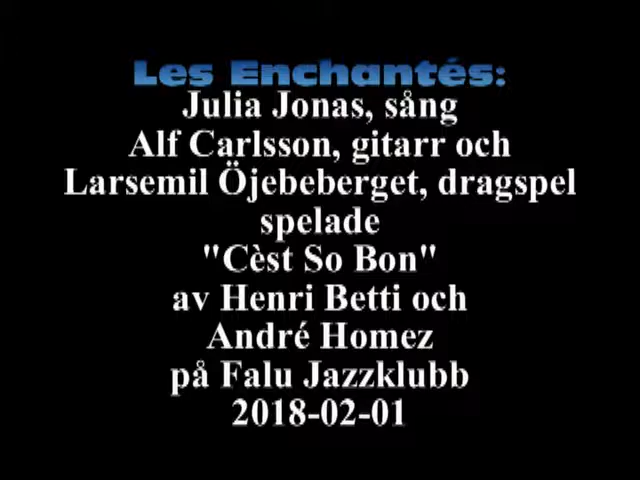 Les Enchantés:
Julia Jonas, sång
Alf Carlsson, gitarr och
Larsemil Öjebeberget, dragspel
spelade
"Cèst So Bon"
av Henri Betti och
André Homez
på Falu Jazzklubb
2018-02-01